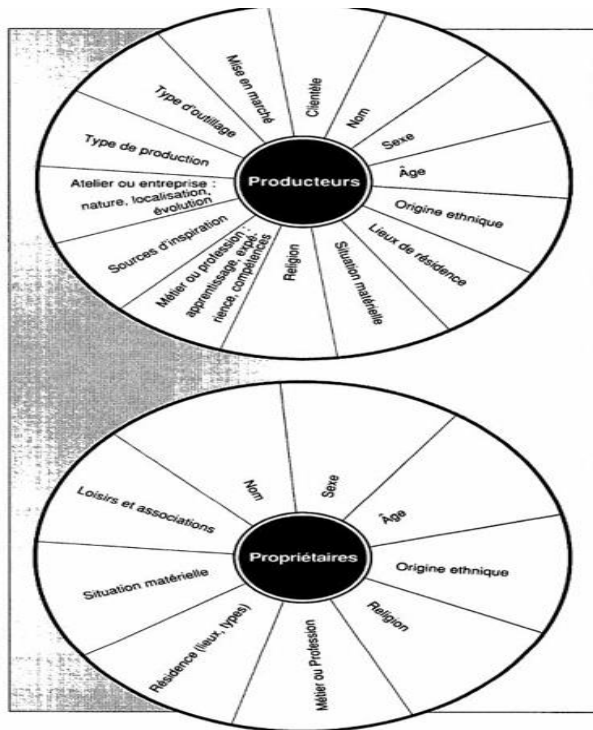 Producteurs
Nom
Sexe
Âge
Origine ethnique
Lieux de résidence
Situation matérielle
Religion
Métier ou profession :
apprentissage, expé-
rience, compétences
Sources d'inspiration
Atelier ou entreprise :
nature, localisation,
évolution
Type de production
Type d'outillage
Mise en marché
Clientèle
Propriétaires
Nom
Sexe
Âge
Origine ethnique
Religion
Métier ou Profession
Résidence (lieux, types)
Situation matérielle
Loisirs et associations